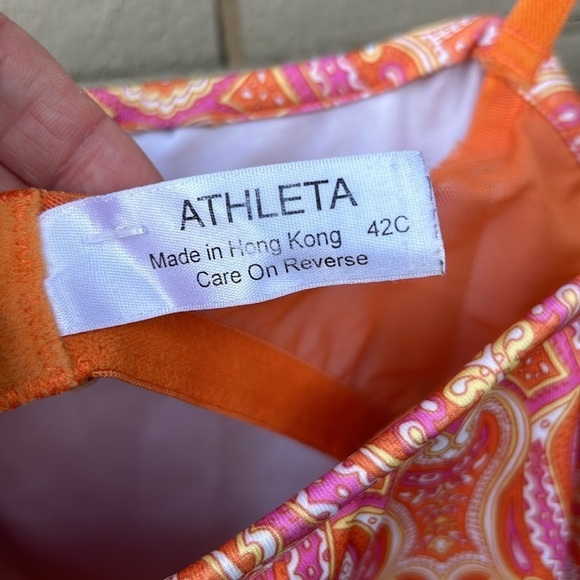 ATHLETA
Made in Hong Kong 42C
Care On Reverse